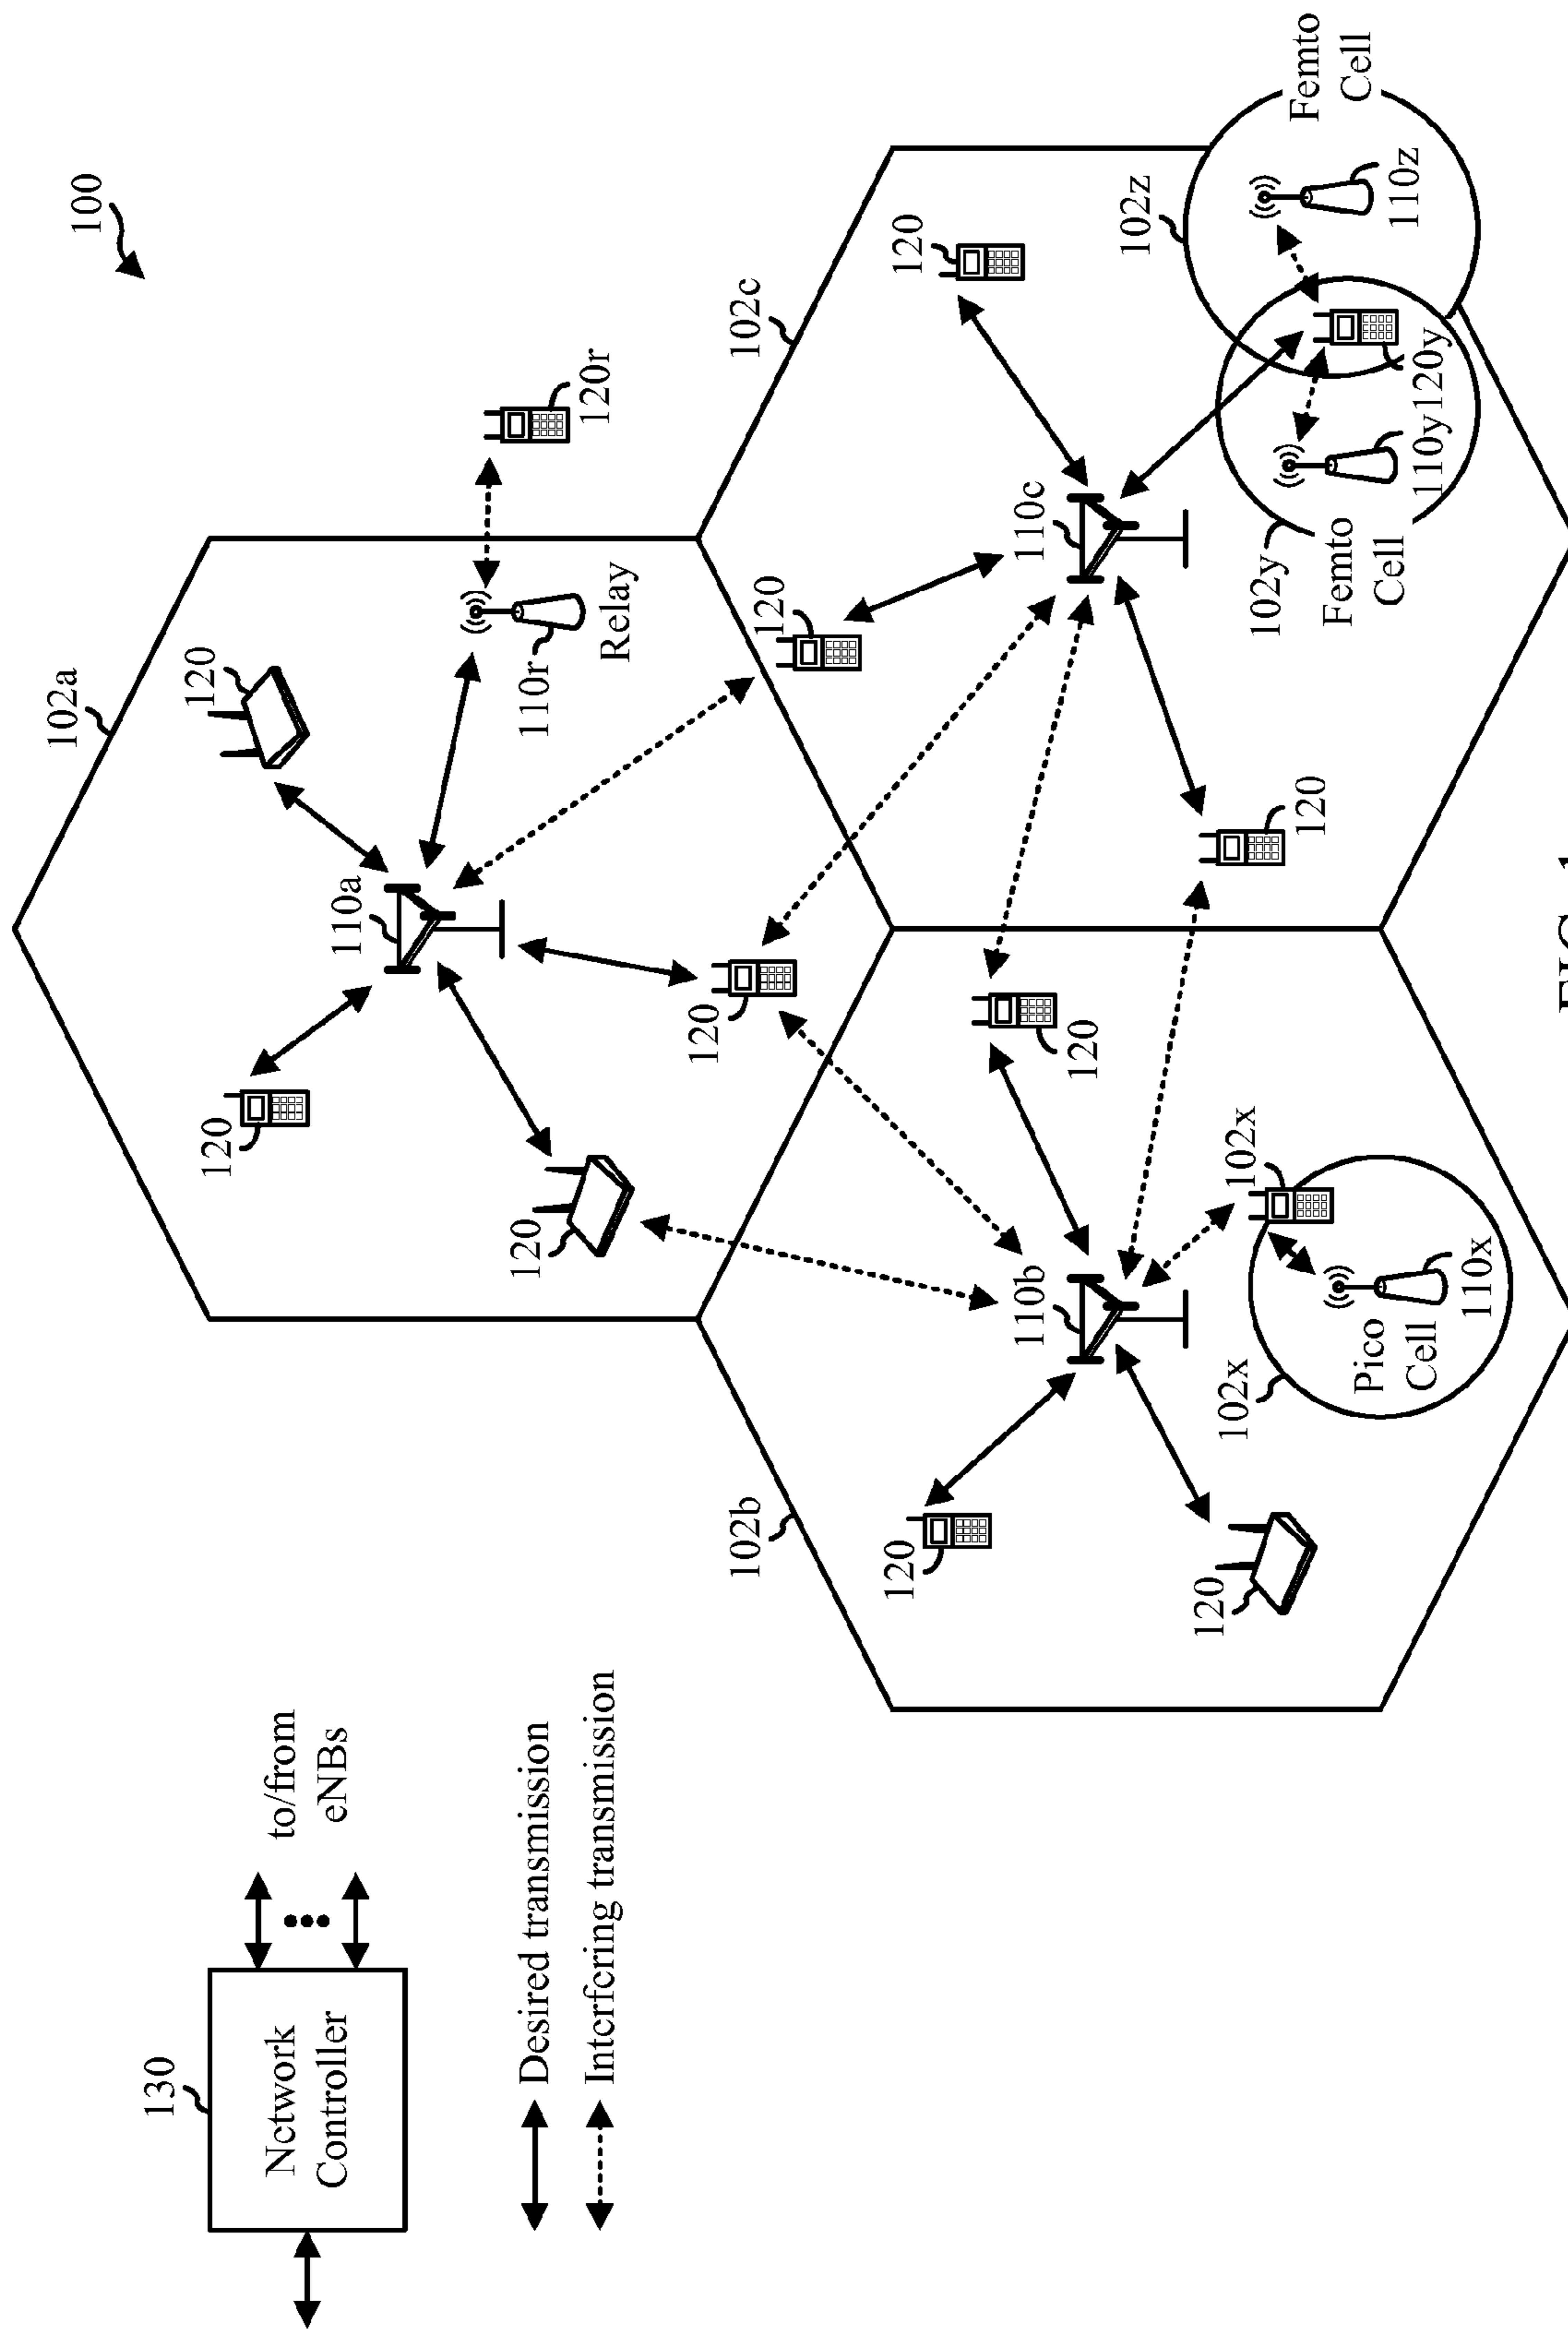 100
102a
130
Network
Controller
to/from
eNBs
120
120
110a
120
110r
Relay
120r
Desired transmission
Interfering transmission
120
102b
102c
120
120
120
110b
110c
120
120
102z
120
102x
102x
Pico
Cell
110x
120
102y
Femto
Cell
110y
120y
110z
Femto
Cell
FIG. 1